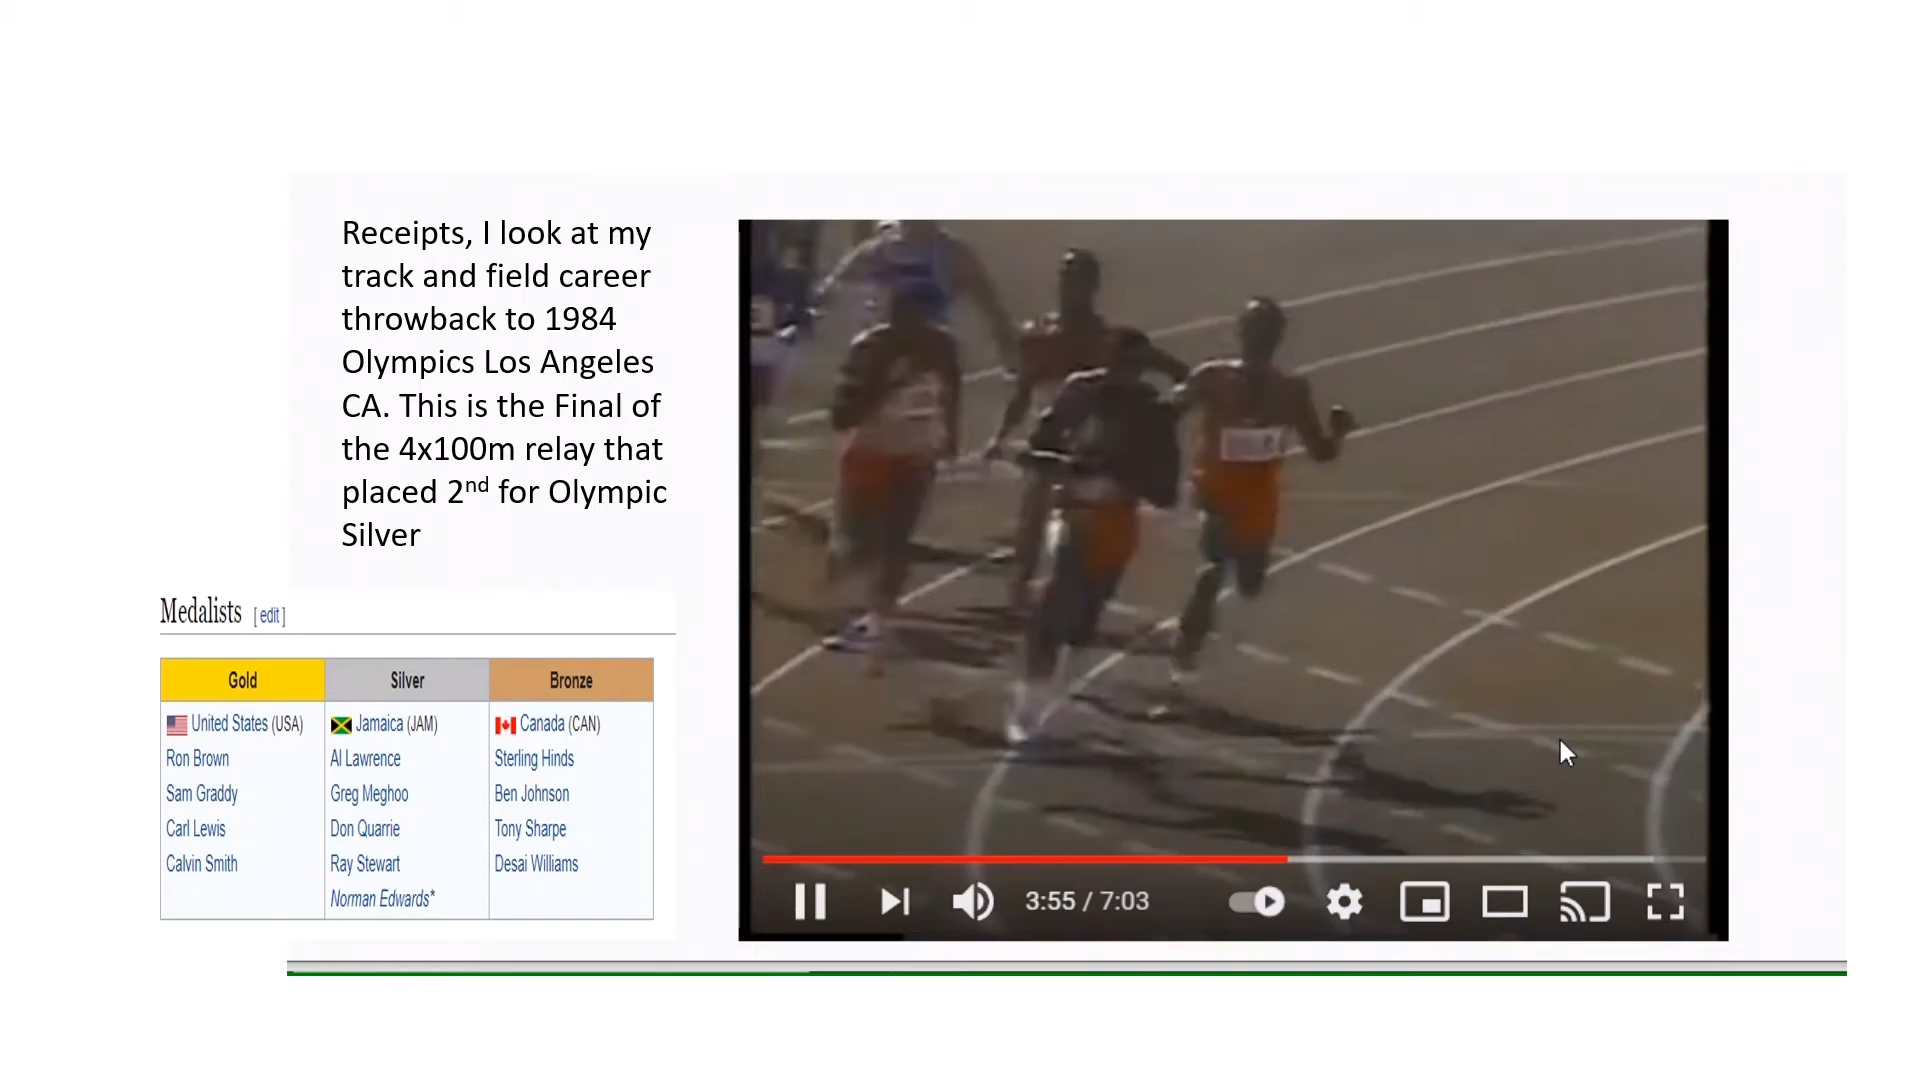 Receipts, I look at my
track and field career
throwback to 1984
Olympics Los Angeles
CA. This is the Final of
the 4x100m relay that
placed 2nd for Olympic
Silver
Medalists [ edit ]
Gold Silver Bronze
United States (USA) Jamaica (JAM) Canada (CAN)
Ron Brown Al Lawrence Sterling Hinds
Sam Graddy Greg Meghoo Ben Johnson
Carl Lewis Don Quarrie Tony Sharpe
Calvin Smith Ray Stewart Desai Williams
Norman Edwards*
3:55 / 7:03